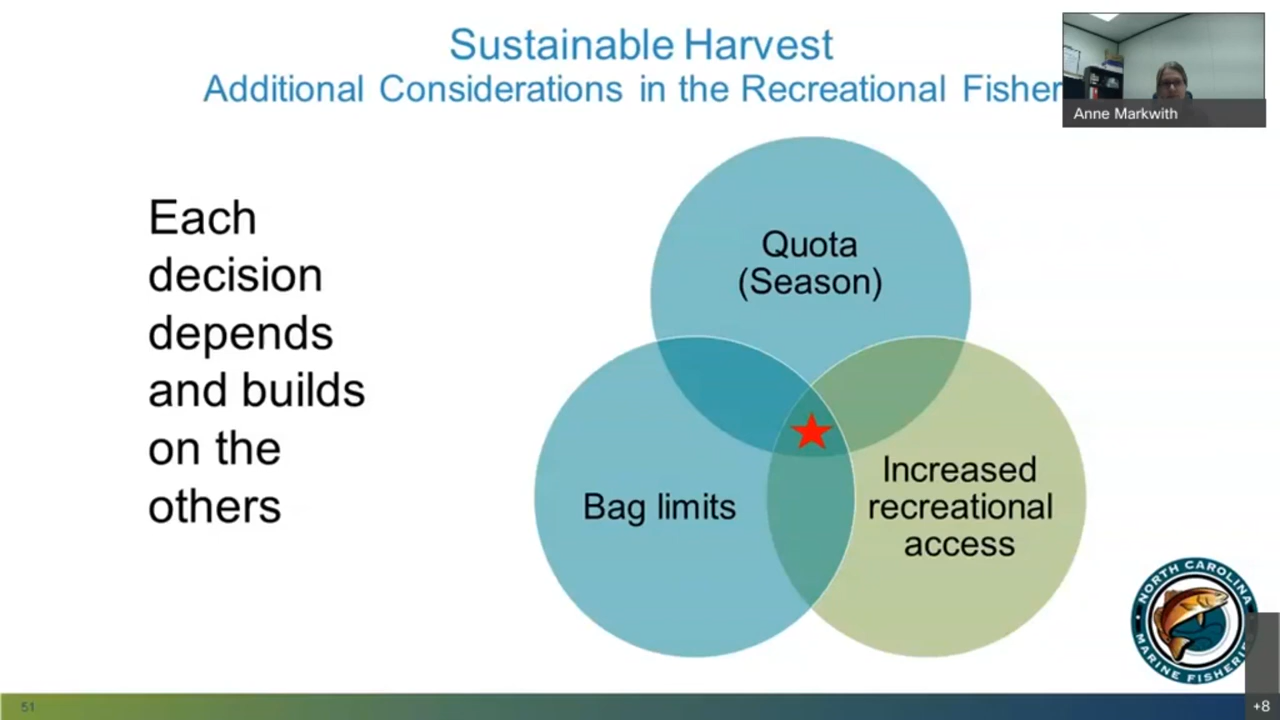 Sustainable Harvest
Additional Considerations in the Recreational Fisher
Anne Markwith
Each
decision
depends
and builds
on the
others
Quota
(Season)
Bag limits
Increased
recreational
access
NORTH CAROLINA
MARINE FISHERIE
51
+8